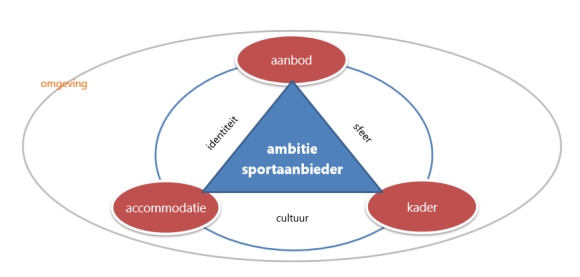 aanbod
omgeving
identiteit
sfeer
ambitie
sportaanbieder
accommodatie
kader
cultuur